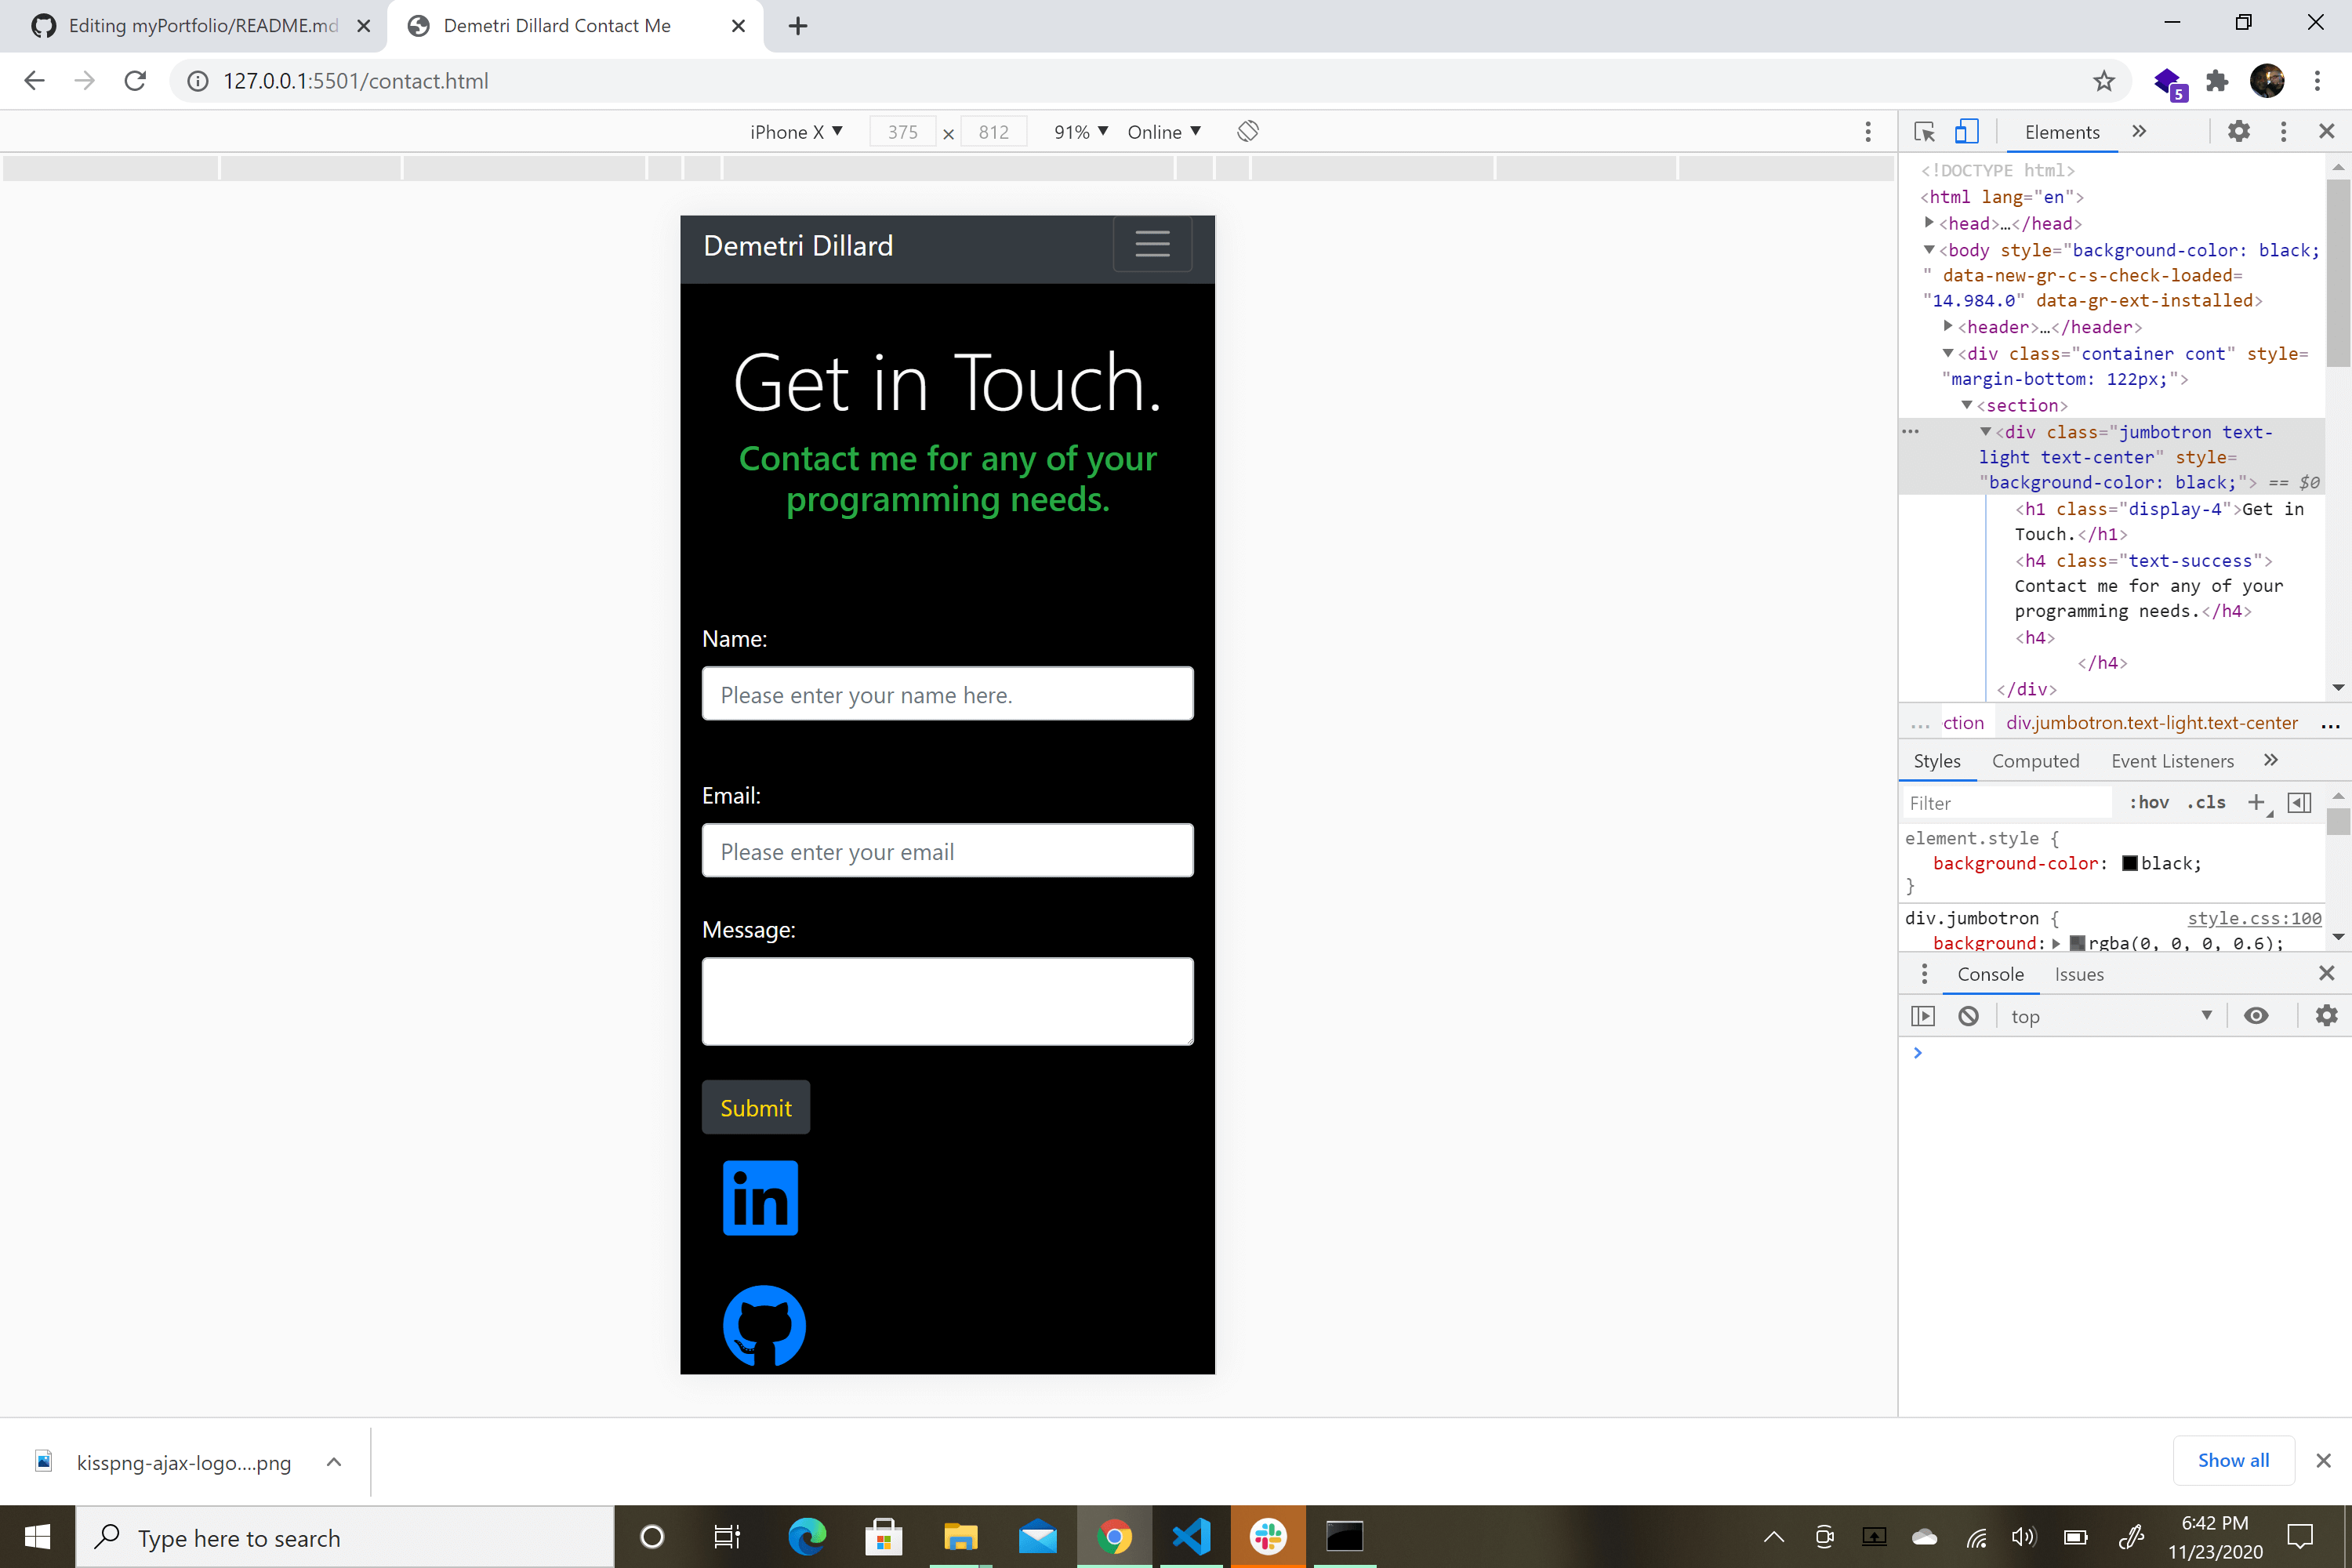 Editing myPortfolio/README.md
Demetri Dillard Contact Me
127.0.0.1:5501/contact.html
5
iPhone X ▼ 375 × 812 91% ▼ Online ▼
Elements
Demetri Dillard
Get in Touch.
Contact me for any of your
programming needs.
Name:
Please enter your name here.
Email:
Please enter your email
Message:
Submit
in
<!DOCTYPE html>
<html lang="en">
<head>…</head>
<body style="background-color: black;
" data-new-gr-c-s-check-loaded=
"14.984.0" data-gr-ext-installed>
<header>…</header>
<div class="container cont" style=
"margin-bottom: 122px;">
<section>
<div class="jumbotron text-
light text-center" style=
"background-color: black;"> == $0
<h1 class="display-4">Get in
Touch.</h1>
<h4 class="text-success">
Contact me for any of your
programming needs.</h4>
<h4>
</h4>
</div>
... ction div.jumbotron.text-light.text-center ...
Styles Computed Event Listeners
Filter :hov .cls
element.style {
background-color: black;
}
div.jumbotron { style.css:100
background: rgba(0, 0, 0, 0.6);
Console Issues
top
kisspng-ajax-logo....png
Show all
Type here to search
6:42 PM
11/23/2020